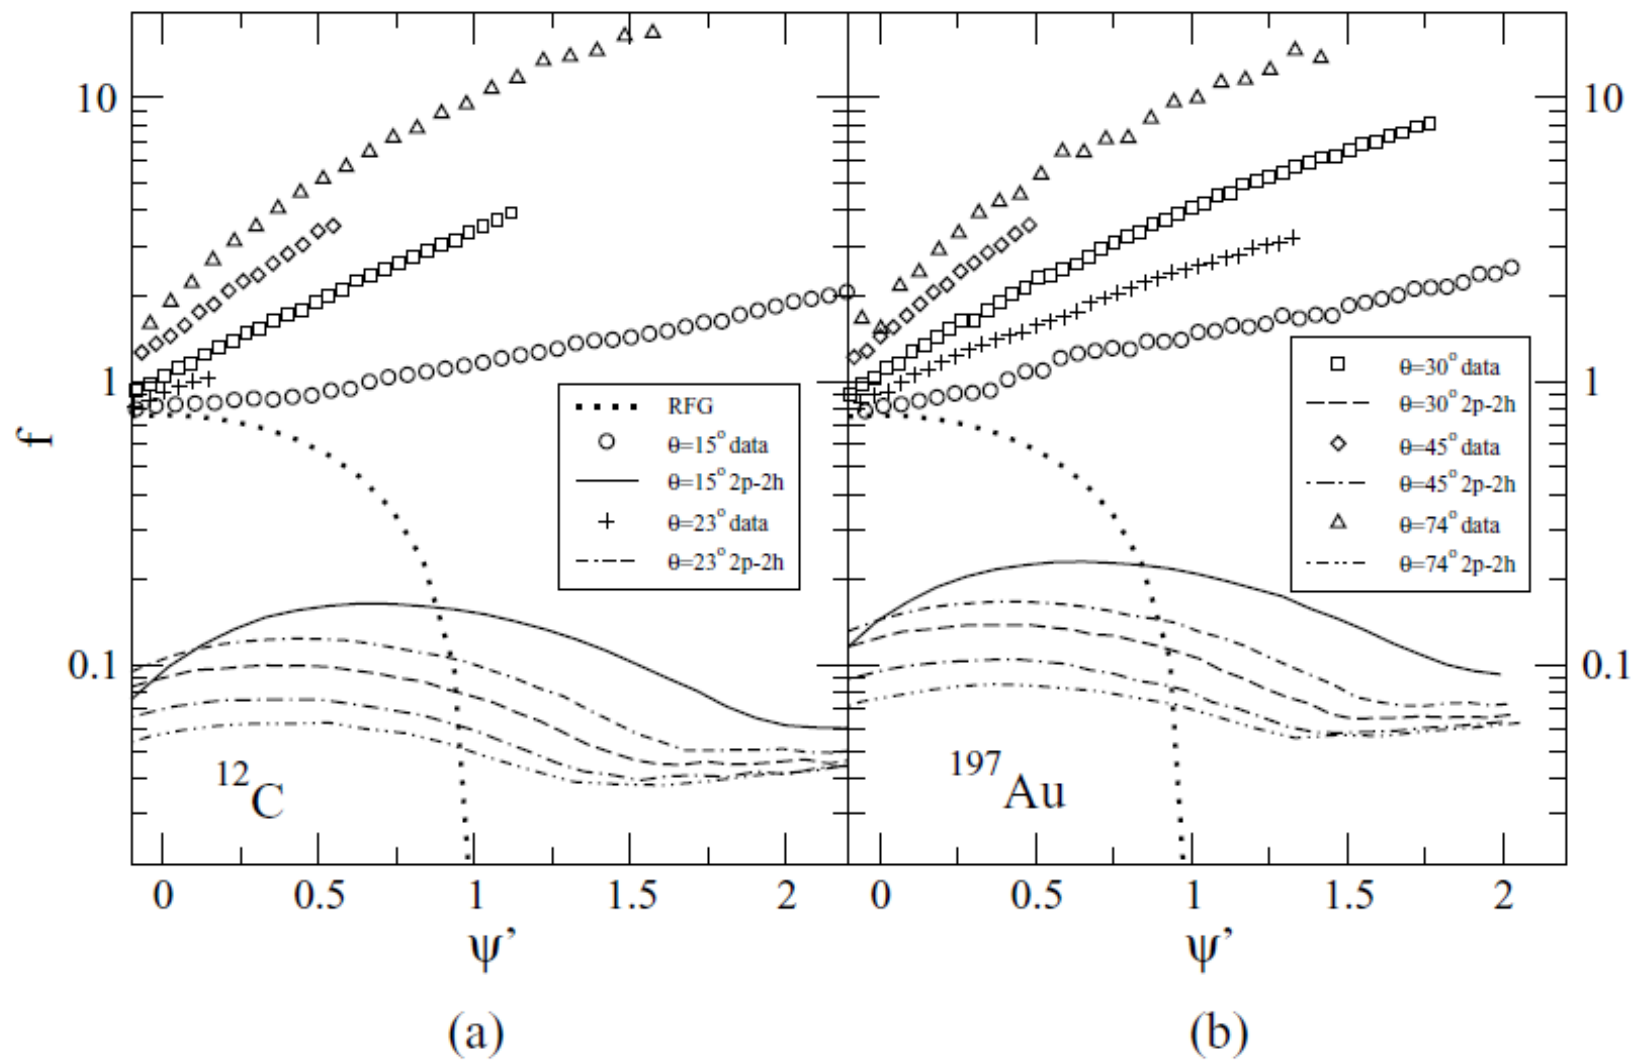 10
1
0.1
f
RFG
θ=15° data
θ=15° 2p-2h
θ=23° data
θ=23° 2p-2h
¹²C
0 0.5 1 1.5 2
ψ’
(a)
10
1
0.1
θ=30° data
θ=30° 2p-2h
θ=45° data
θ=45° 2p-2h
θ=74° data
θ=74° 2p-2h
¹⁹⁷Au
0 0.5 1 1.5 2
ψ’
(b)